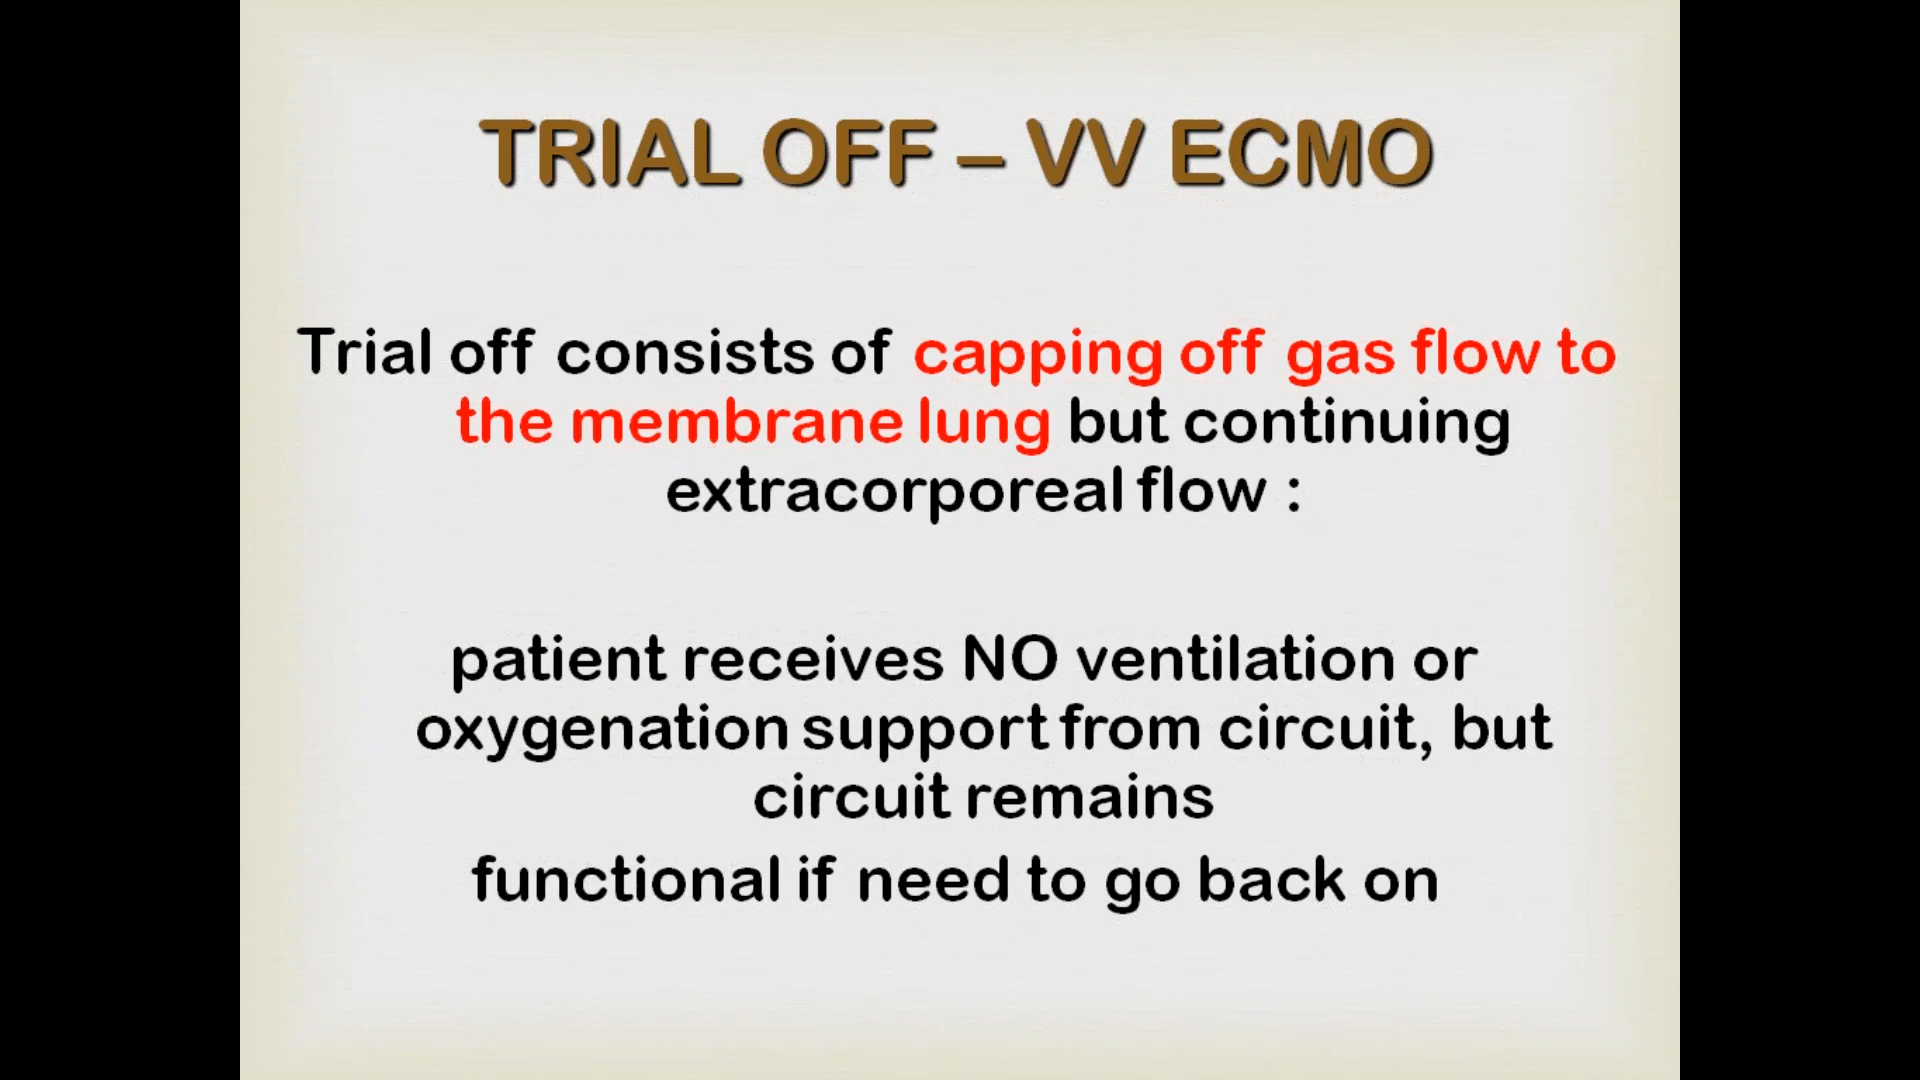 TRIAL OFF – VV ECMO
Trial off consists of capping off gas flow to
the membrane lung but continuing
extracorporeal flow :
patient receives NO ventilation or
oxygenation support from circuit, but
circuit remains
functional if need to go back on